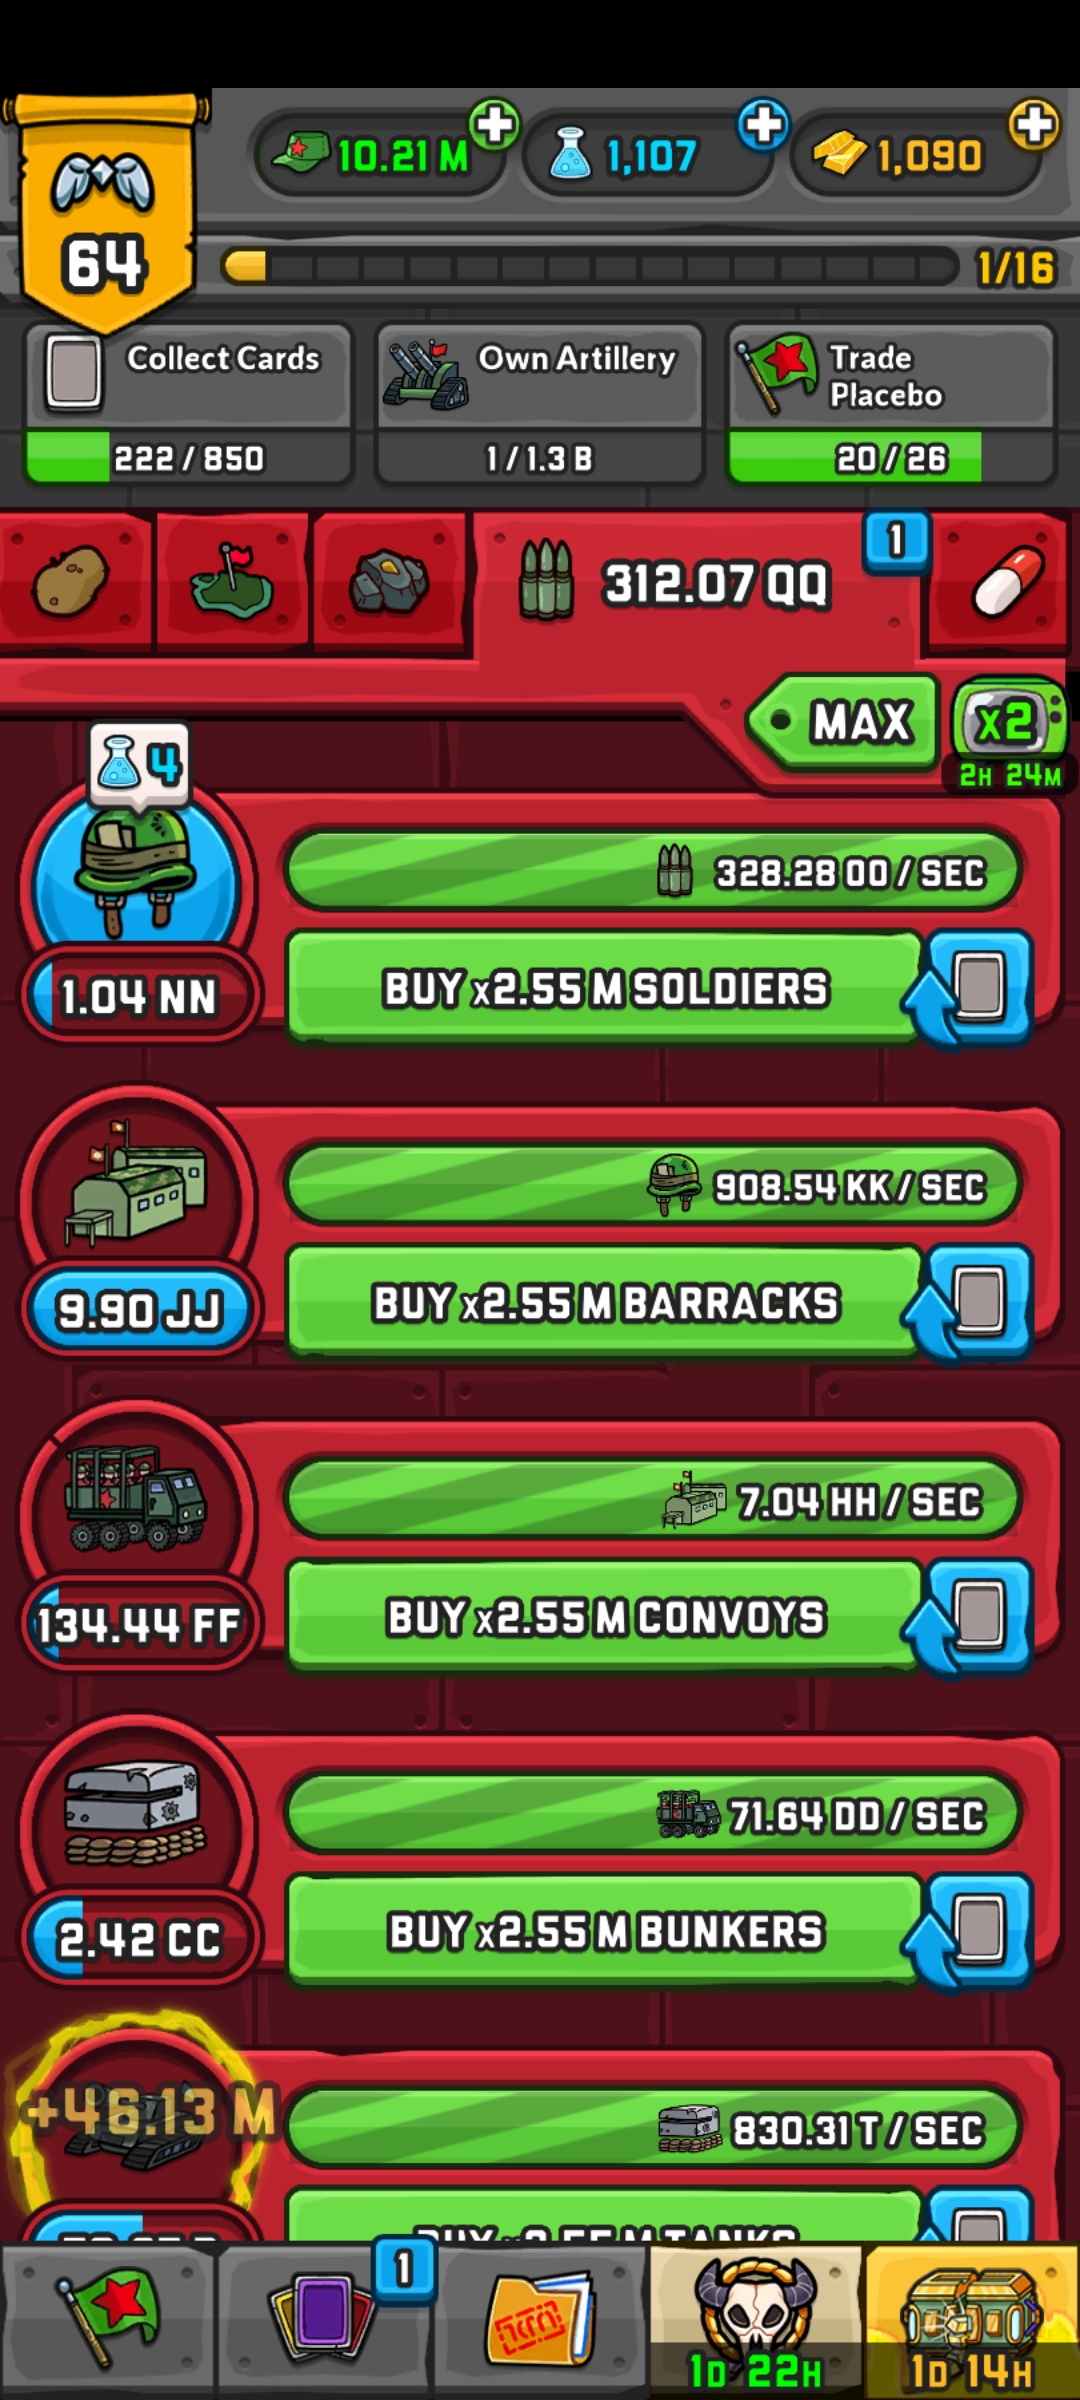 10.21 M
1,107
1,090
64
1/16
Collect Cards
222 / 850
Own Artillery
1 / 1.3 B
Trade
Placebo
20 / 26
312.07 QQ
1
MAX
x2
2H 24M
4
328.28 OO / SEC
1.04 NN
BUY x2.55 M SOLDIERS
908.54 KK / SEC
9.90 JJ
BUY x2.55 M BARRACKS
7.04 HH / SEC
134.44 FF
BUY x2.55 M CONVOYS
71.64 DD / SEC
2.42 CC
BUY x2.55 M BUNKERS
+46.13 M
830.31 T / SEC
BUY x2.55 M TANKS
1
1D 22H
1D 14H